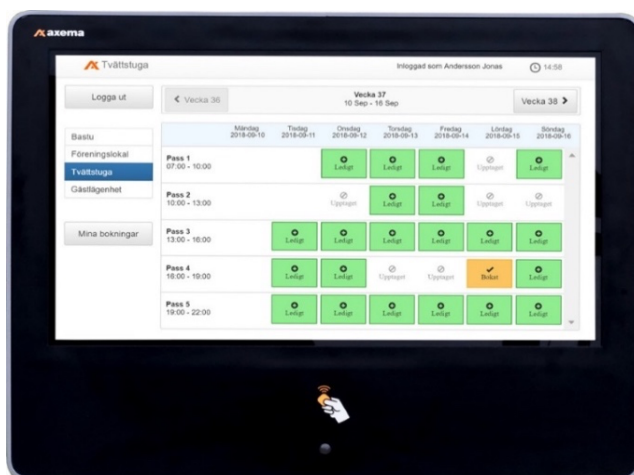 axema
Tvättstuga
Inloggad som Andersson Jonas
14:58
Logga ut
Vecka 36
Vecka 37
10 Sep - 16 Sep
Vecka 38
Bastu
Föreningslokal
Tvättstuga
Gästlägenhet
Mina bokningar
Måndag Tisdag Onsdag Torsdag Fredag Lördag Söndag
2018-09-10 2018-09-11 2018-09-12 2018-09-13 2018-09-14 2018-09-15 2018-09-16
Pass 1
07:00 - 10:00
Ledigt Ledigt Ledigt Upptaget Ledigt
Pass 2
10:00 - 13:00
Upptaget Ledigt Ledigt Upptaget Upptaget
Pass 3
13:00 - 16:00
Ledigt Ledigt Ledigt Ledigt Ledigt Ledigt
Pass 4
16:00 - 19:00
Ledigt Ledigt Upptaget Upptaget Bokat Ledigt
Pass 5
19:00 - 22:00
Ledigt Ledigt Ledigt Ledigt Ledigt Ledigt